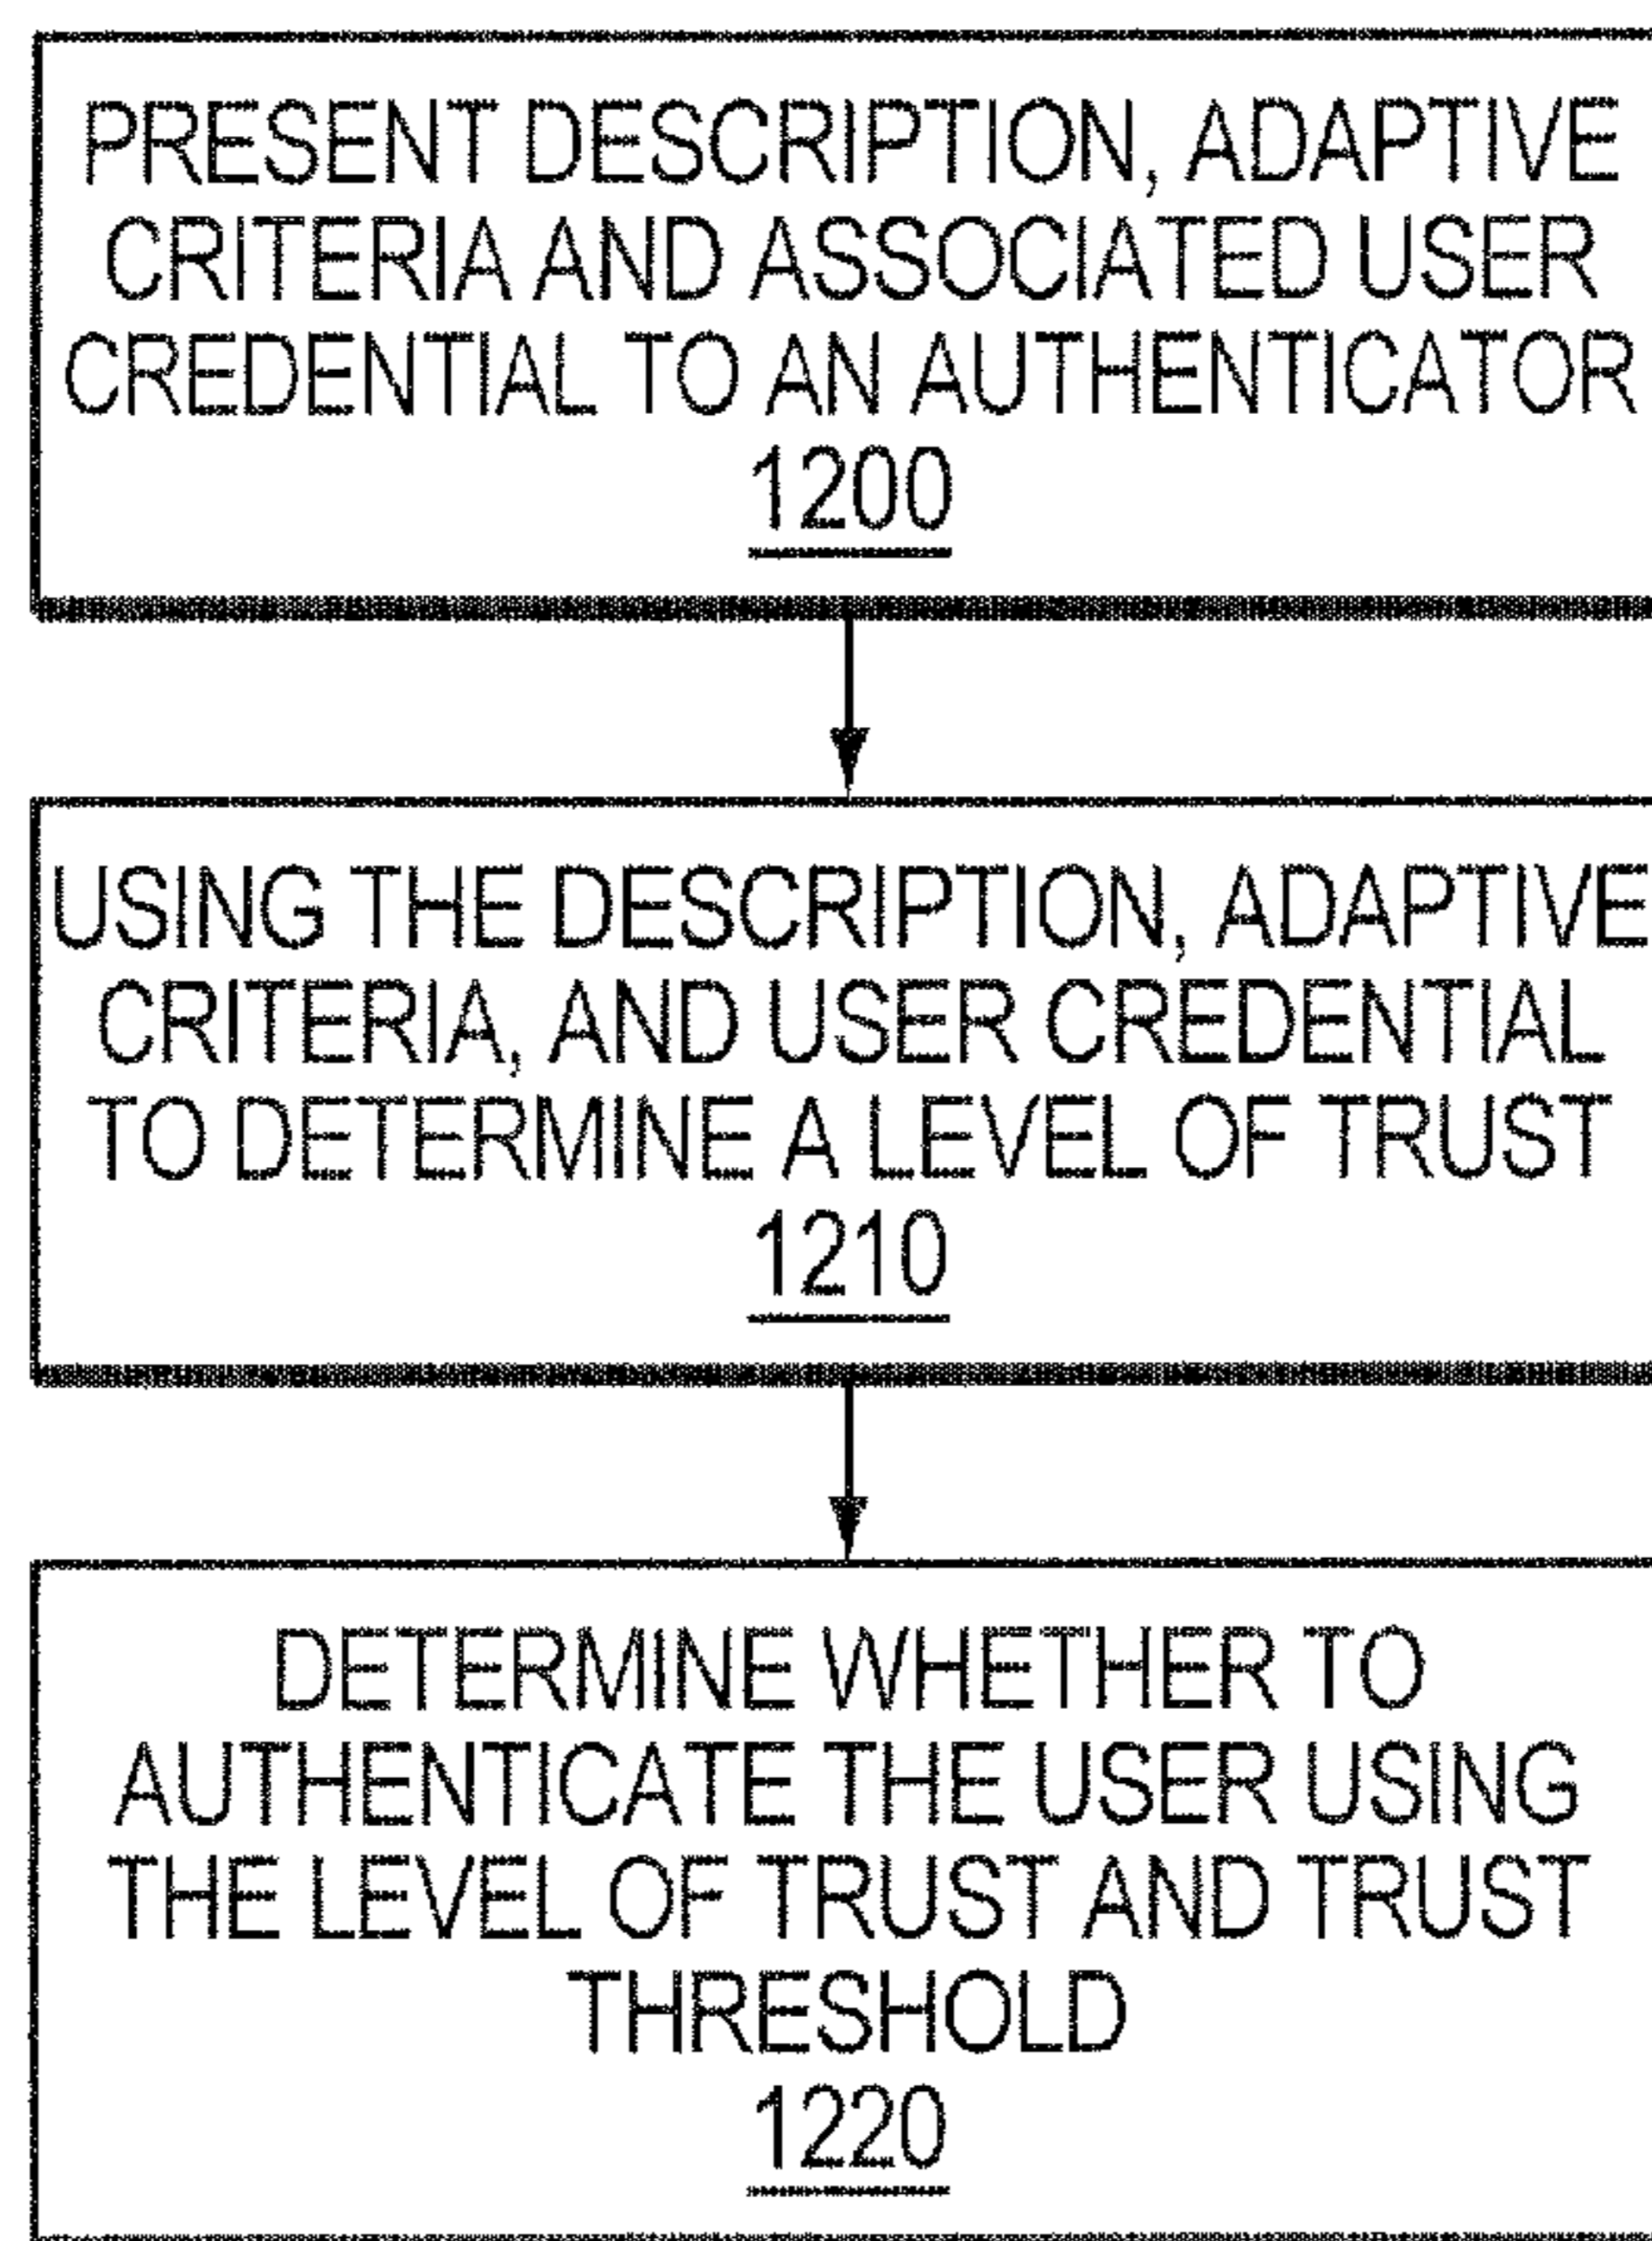 PRESENT DESCRIPTION, ADAPTIVE
CRITERIA AND ASSOCIATED USER
CREDENTIAL TO AN AUTHENTICATOR
1200
USING THE DESCRIPTION, ADAPTIVE
CRITERIA, AND USER CREDENTIAL
TO DETERMINE A LEVEL OF TRUST
1210
DETERMINE WHETHER TO
AUTHENTICATE THE USER USING
THE LEVEL OF TRUST AND TRUST
THRESHOLD
1220